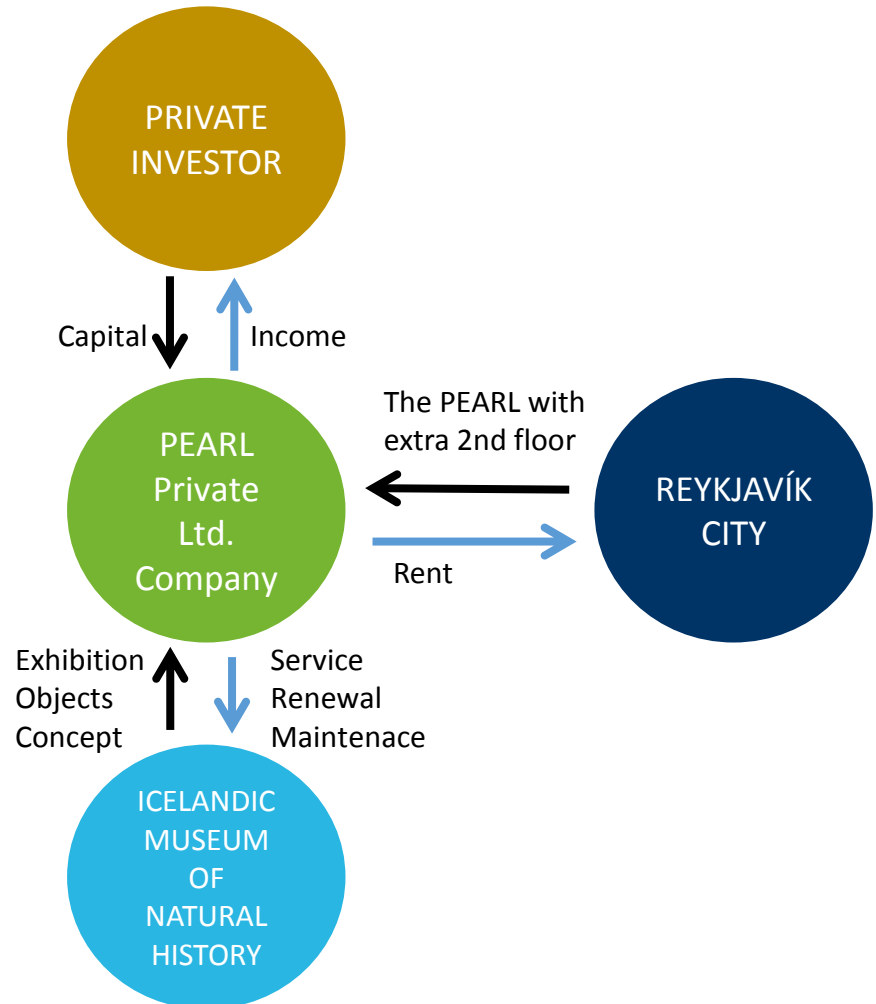 PRIVATE
INVESTOR
Capital
Income
The PEARL with
extra 2nd floor
PEARL
Private
Ltd.
Company
REYKJAVÍK
CITY
Rent
Exhibition
Objects
Concept
Service
Renewal
Maintenace
ICELANDIC
MUSEUM
OF
NATURAL
HISTORY